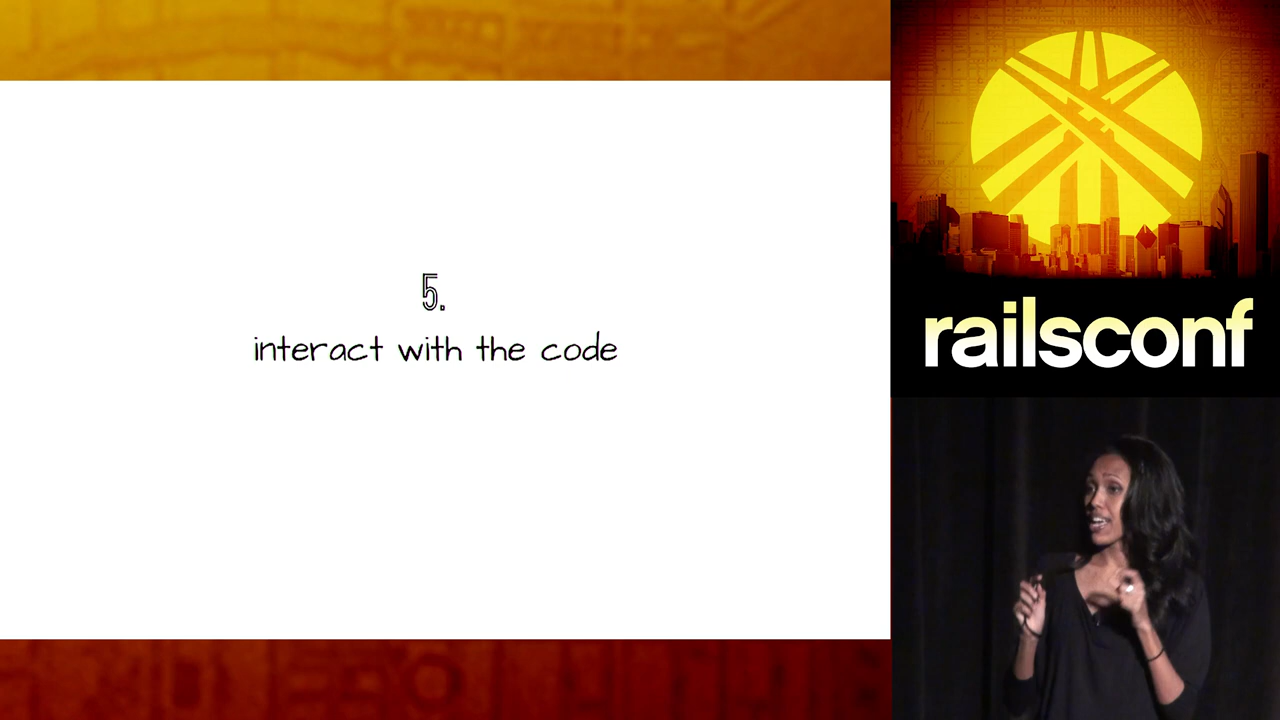 5.
interact with the code
railsconf